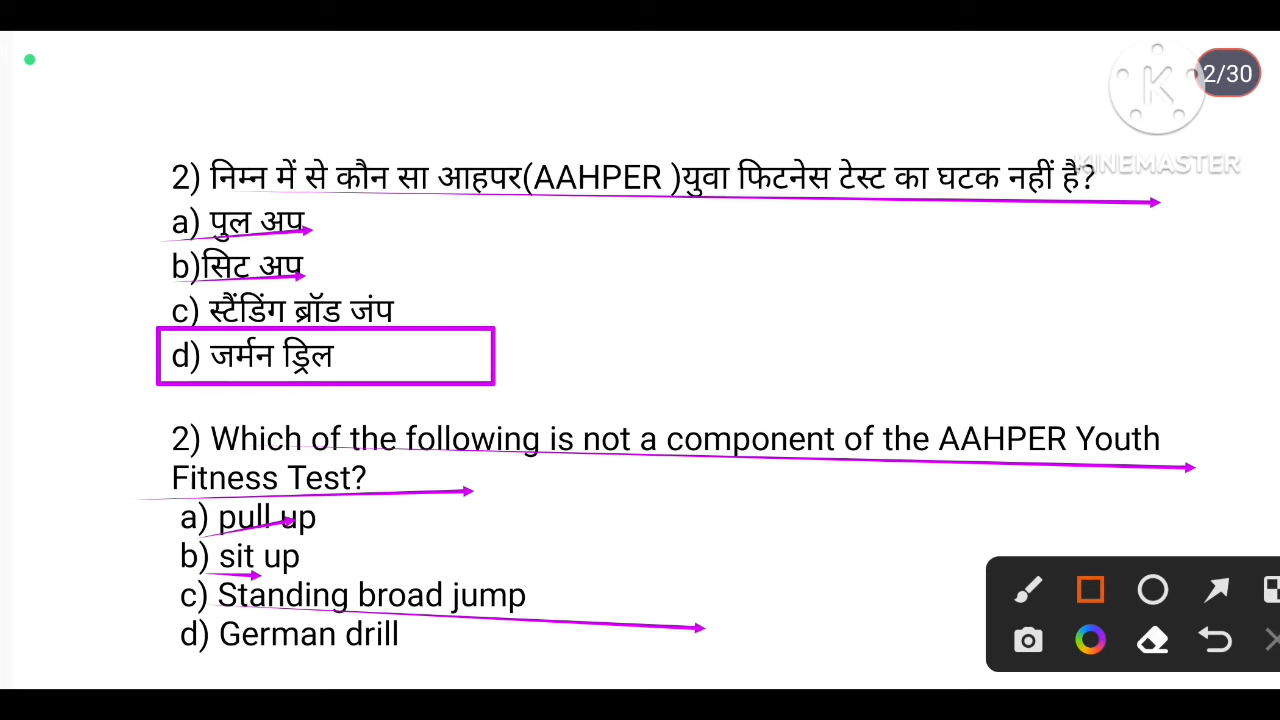 2/30
KINEMASTER
2) निम्न में से कौन सा आहपर(AAHPER )युवा फिटनेस टेस्ट का घटक नहीं है?
a) पुल अप
b)सिट अप
c) स्टैंडिंग ब्रॉड जंप
d) जर्मन ड्रिल
2) Which of the following is not a component of the AAHPER Youth
Fitness Test?
a) pull up
b) sit up
c) Standing broad jump
d) German drill